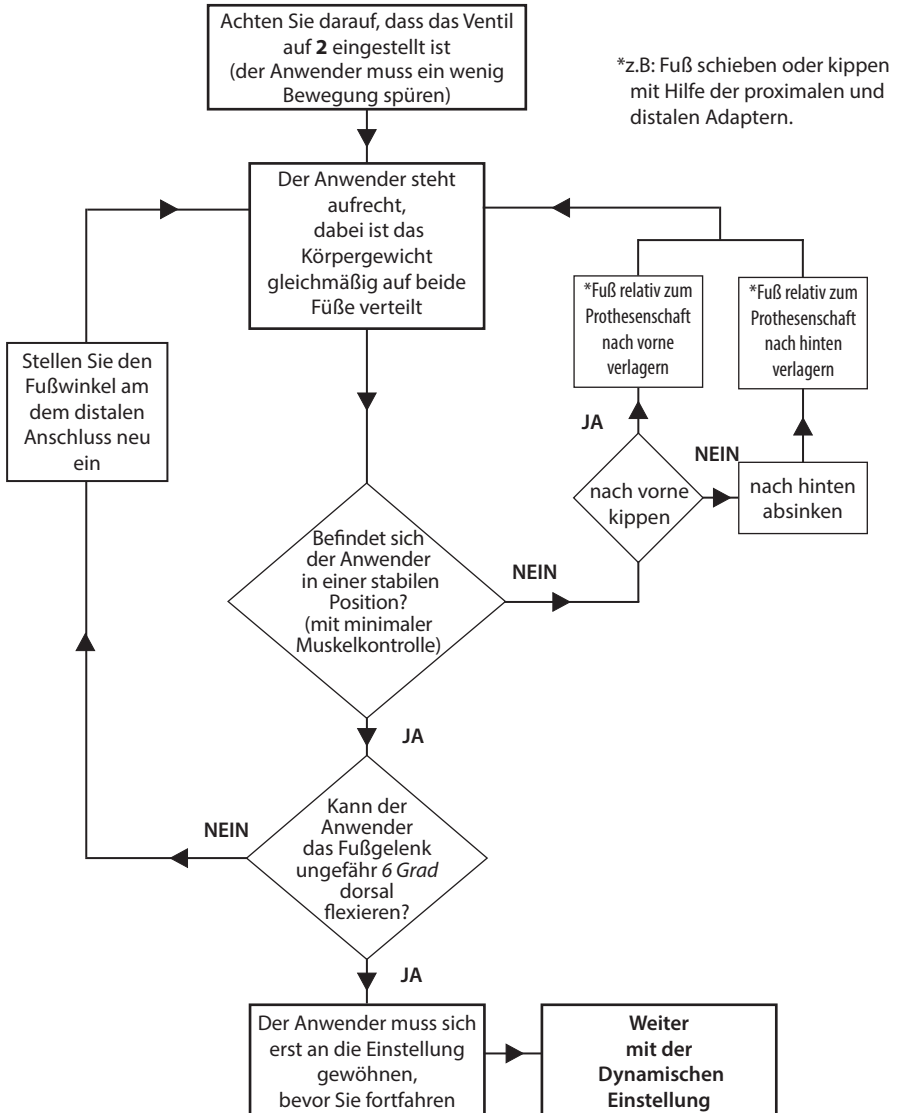 Achten Sie darauf, dass das Ventil
auf 2 eingestellt ist
(der Anwender muss ein wenig
Bewegung spüren)
*z.B: Fuß schieben oder kippen
mit Hilfe der proximalen und
distalen Adaptern.
Der Anwender steht
aufrecht,
dabei ist das
Körpergewicht
gleichmäßig auf beide
Füße verteilt
*Fuß relativ zum
Prothesenschaft
nach vorne
verlagern
*Fuß relativ zum
Prothesenschaft
nach hinten
verlagern
Stellen Sie den
Fußwinkel am
dem distalen
Anschluss neu
ein
JA
NEIN
nach vorne
kippen
nach hinten
absinken
Befindet sich
der Anwender
in einer stabilen
Position?
(mit minimaler
Muskelkontrolle)
NEIN
JA
Kann der
Anwender
das Fußgelenk
ungefähr 6 Grad
dorsal
flexieren?
NEIN
JA
Der Anwender muss sich
erst an die Einstellung
gewöhnen,
bevor Sie fortfahren
Weiter
mit der
Dynamischen
Einstellung